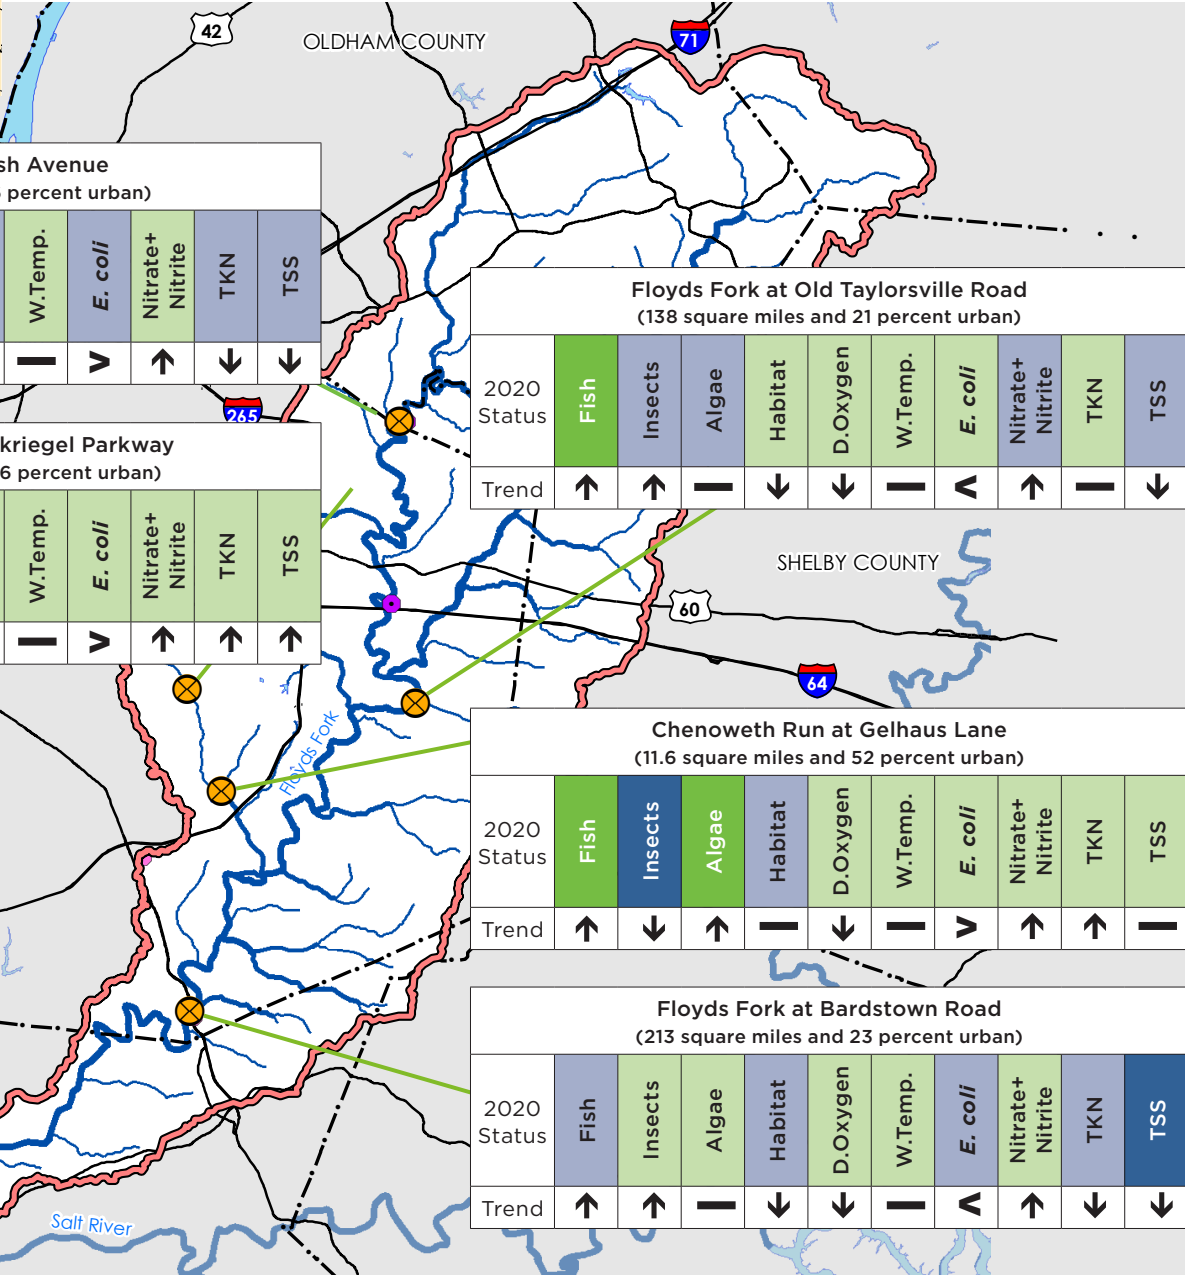 42
OLDHAM COUNTY
71
sh Avenue
percent urban)
W.Temp.
E. coli
Nitrate+
Nitrite
TKN
TSS
265
kriegel Parkway
6 percent urban)
W.Temp.
E. coli
Nitrate+
Nitrite
TKN
TSS
Floyds Fork at Old Taylorsville Road
(138 square miles and 21 percent urban)
2020
Status
Fish
Insects
Algae
Habitat
D.Oxygen
W.Temp.
E. coli
Nitrate+
Nitrite
TKN
TSS
Trend
SHELBY COUNTY
60
64
Floyds Fork
Chenoweth Run at Gelhaus Lane
(11.6 square miles and 52 percent urban)
2020
Status
Fish
Insects
Algae
Habitat
D.Oxygen
W.Temp.
E. coli
Nitrate+
Nitrite
TKN
TSS
Trend
Floyds Fork at Bardstown Road
(213 square miles and 23 percent urban)
2020
Status
Fish
Insects
Algae
Habitat
D.Oxygen
W.Temp.
E. coli
Nitrate+
Nitrite
TKN
TSS
Trend
Salt River